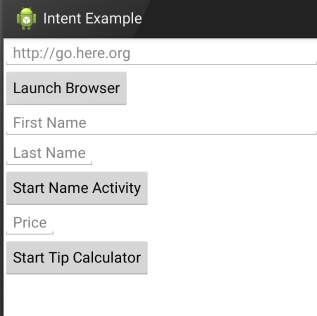 Intent Example
http://go.here.org
Launch Browser
First Name
Last Name
Start Name Activity
Price
Start Tip Calculator